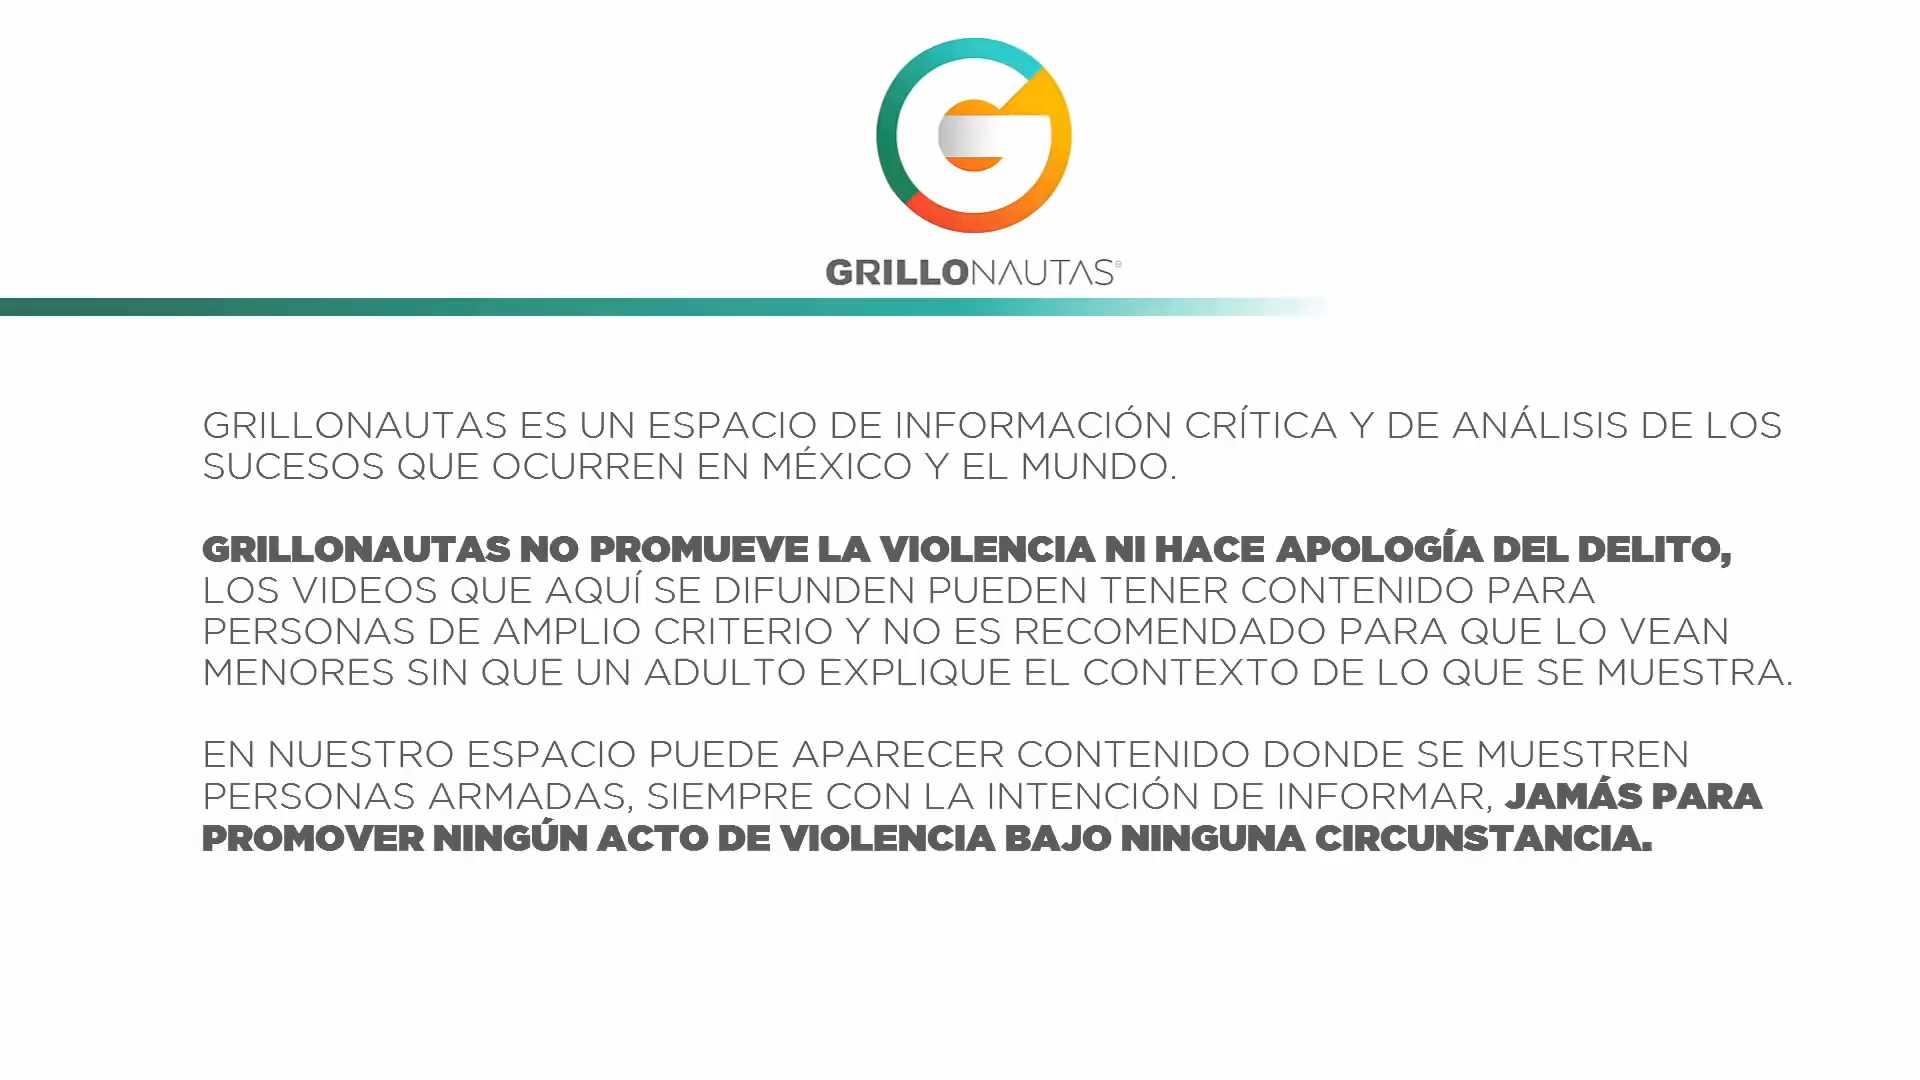 GRILLONAUTAS®
GRILLONAUTAS ES UN ESPACIO DE INFORMACIÓN CRÍTICA Y DE ANÁLISIS DE LOS
SUCESOS QUE OCURREN EN MÉXICO Y EL MUNDO.
GRILLONAUTAS NO PROMUEVE LA VIOLENCIA NI HACE APOLOGÍA DEL DELITO,
LOS VIDEOS QUE AQUÍ SE DIFUNDEN PUEDEN TENER CONTENIDO PARA
PERSONAS DE AMPLIO CRITERIO Y NO ES RECOMENDADO PARA QUE LO VEAN
MENORES SIN QUE UN ADULTO EXPLIQUE EL CONTEXTO DE LO QUE SE MUESTRA.
EN NUESTRO ESPACIO PUEDE APARECER CONTENIDO DONDE SE MUESTREN
PERSONAS ARMADAS, SIEMPRE CON LA INTENCIÓN DE INFORMAR, JAMÁS PARA
PROMOVER NINGÚN ACTO DE VIOLENCIA BAJO NINGUNA CIRCUNSTANCIA.